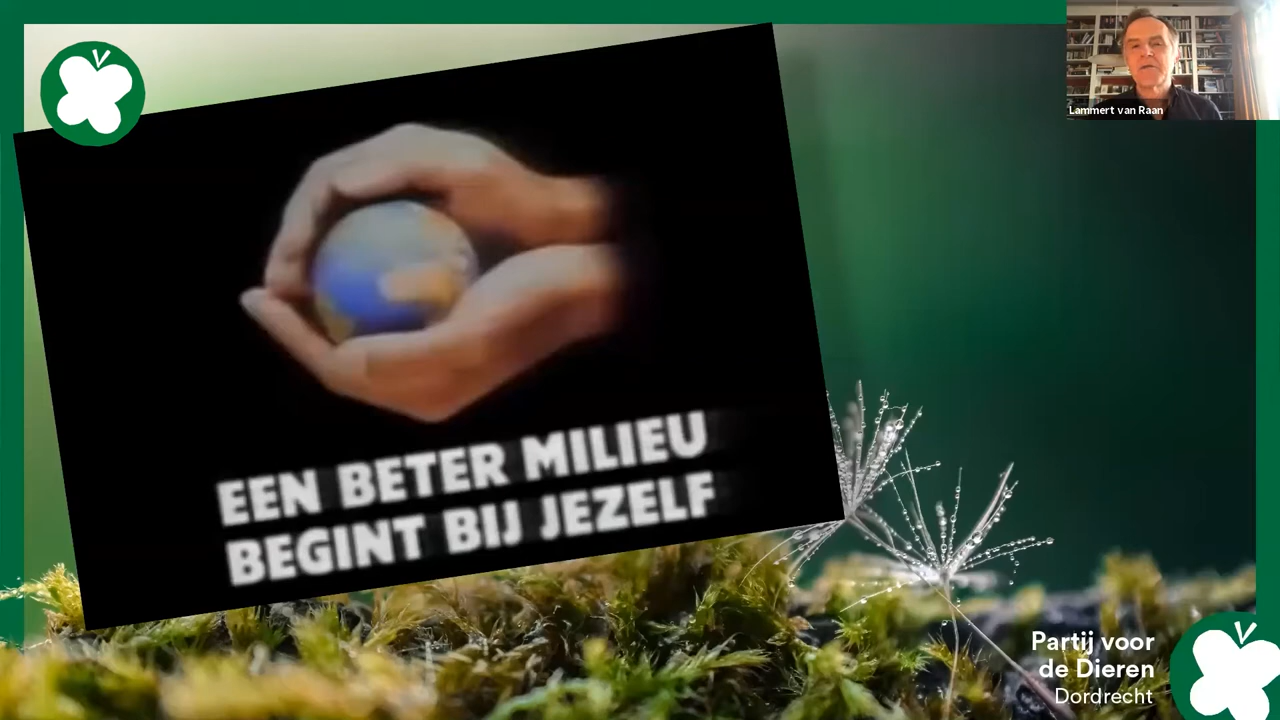 Lammert van Raan
EEN BETER MILIEU
BEGINT BIJ JEZELF
Partij voor
de Dieren
Dordrecht